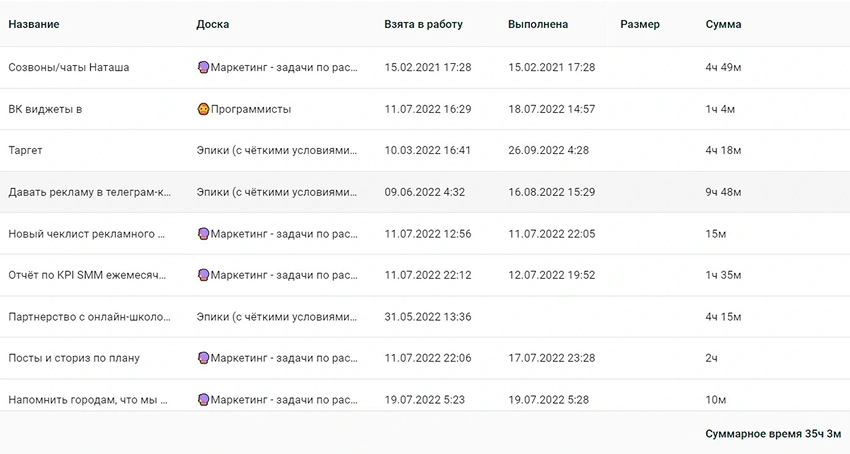 Название Доска Взята в работу Выполнена Размер Сумма
Созвоны/чаты Наташа Маркетинг - задачи по рас... 15.02.2021 17:28 15.02.2021 17:28 4ч 49м
ВК виджеты в Программисты 11.07.2022 16:29 18.07.2022 14:57 1ч 4м
Таргет Эпики (с чёткими условиями... 10.03.2022 16:41 26.09.2022 4:28 4ч 18м
Давать рекламу в телеграм-к... Эпики (с чёткими условиями... 09.06.2022 4:32 16.08.2022 15:29 9ч 48м
Новый чеклист рекламного ... Маркетинг - задачи по рас... 11.07.2022 12:56 11.07.2022 22:05 15м
Отчёт по KPI SMM ежемесяч... Маркетинг - задачи по рас... 11.07.2022 22:12 12.07.2022 19:52 1ч 35м
Партнерство с онлайн-школо... Эпики (с чёткими условиями... 31.05.2022 13:36 4ч 15м
Посты и сториз по плану Маркетинг - задачи по рас... 11.07.2022 22:06 17.07.2022 23:28 2ч
Напомнить городам, что мы ... Маркетинг - задачи по рас... 19.07.2022 5:23 19.07.2022 5:28 10м
Суммарное время 35ч 3м